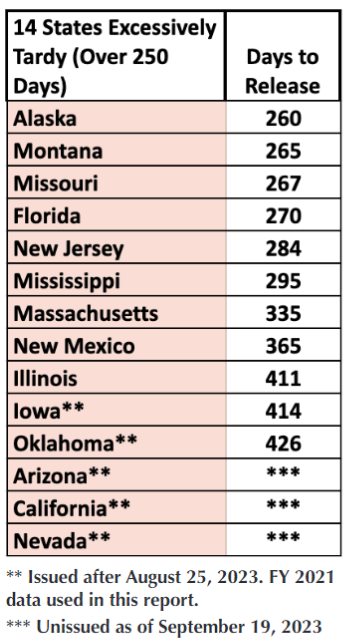 14 States Excessively
Tardy (Over 250
Days)
Days to
Release
Alaska 260
Montana 265
Missouri 267
Florida 270
New Jersey 284
Mississippi 295
Massachusetts 335
New Mexico 365
Illinois 411
Iowa** 414
Oklahoma** 426
Arizona** ***
California** ***
Nevada** ***
** Issued after August 25, 2023. FY 2021
data used in this report.
*** Unissued as of September 19, 2023